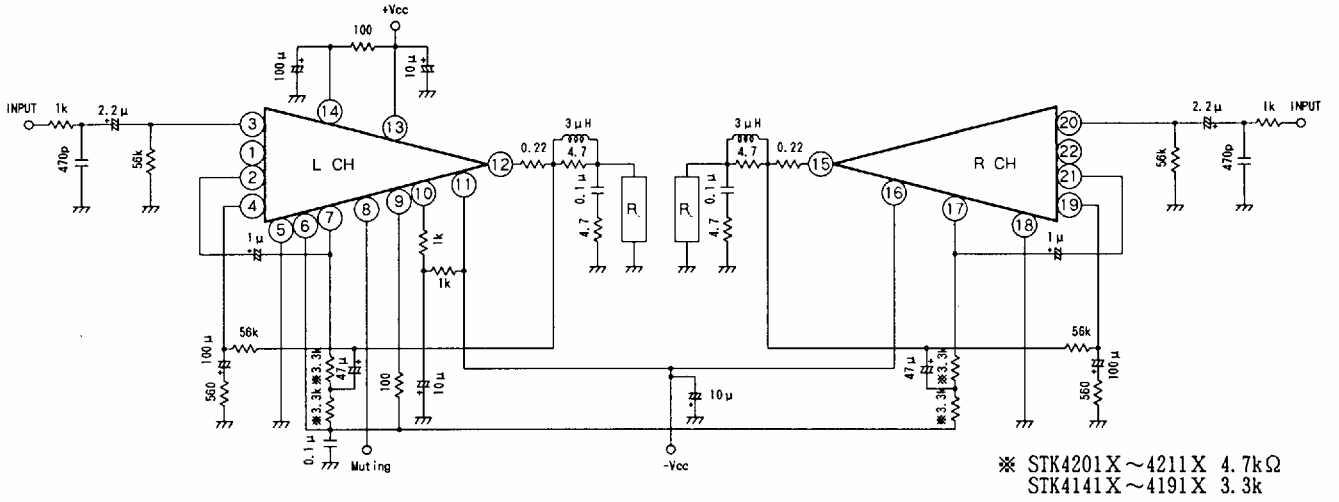 +Vcc
100
100μ
+
10μ
+
INPUT
1k
2.2μ
+
470p
56k
3
1
2
4
L CH
14
13
12
5
6
7
8
9
10
11
0.22
3μH
4.7
0.1μ
4.7
R
L
1μ
+
1k
1k
56k
100μ
+
560
※3.3k
※3.3k
47μ
+
100
10μ
+
0.1μ
Muting
-Vcc
10μ
+
R
L
3μH
4.7
0.22
0.1μ
4.7
15
R CH
16
17
18
20
22
21
19
2.2μ
+
1k
INPUT
56k
470p
1μ
+
56k
47μ
+
※3.3k
※3.3k
100μ
+
560
※ STK4201X～4211X 4.7kΩ
STK4141X～4191X 3.3k